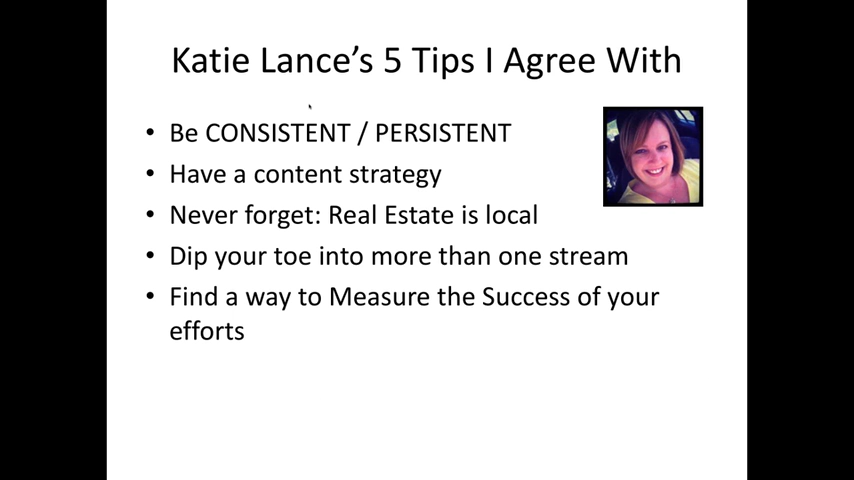 Katie Lance’s 5 Tips I Agree With
• Be CONSISTENT / PERSISTENT
• Have a content strategy
• Never forget: Real Estate is local
• Dip your toe into more than one stream
• Find a way to Measure the Success of your
efforts